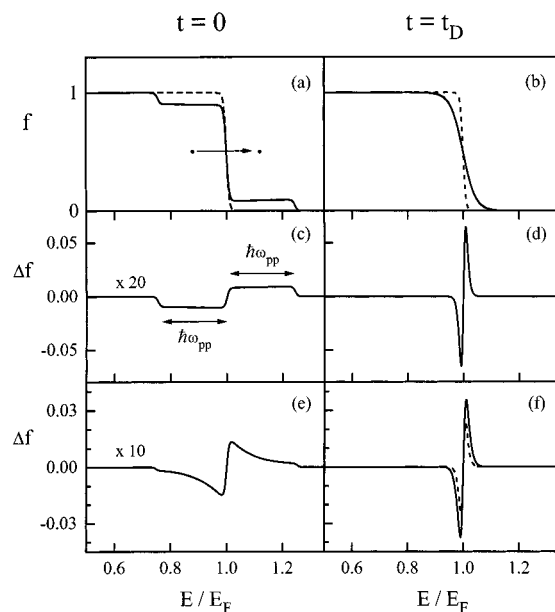 t = 0
t = t_D
(a)
(b)
1
f
0
(c)
(d)
0.05
x 20
ħω_pp
Δf
0.00
ħω_pp
-0.05
(e)
(f)
0.03
x 10
Δf
0.00
-0.03
0.6 0.8 1.0 1.2
0.6 0.8 1.0 1.2
E / E_F
E / E_F